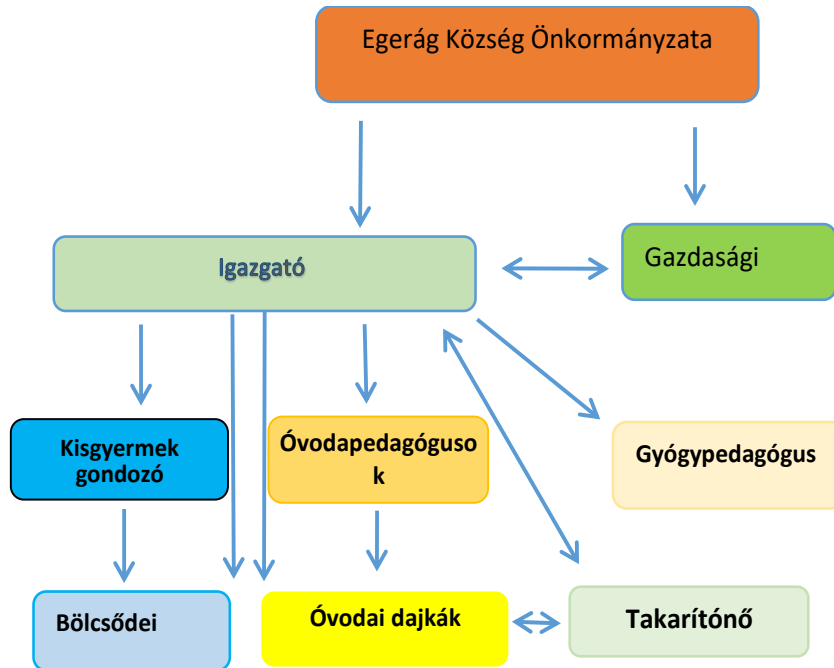 Egerág Község Önkormányzata
Igazgató
Gazdasági
Kisgyermek
gondozó
Óvodapedagóguso
k
Gyógypedagógus
Bölcsődei
Óvodai dajkák
Takarítónő